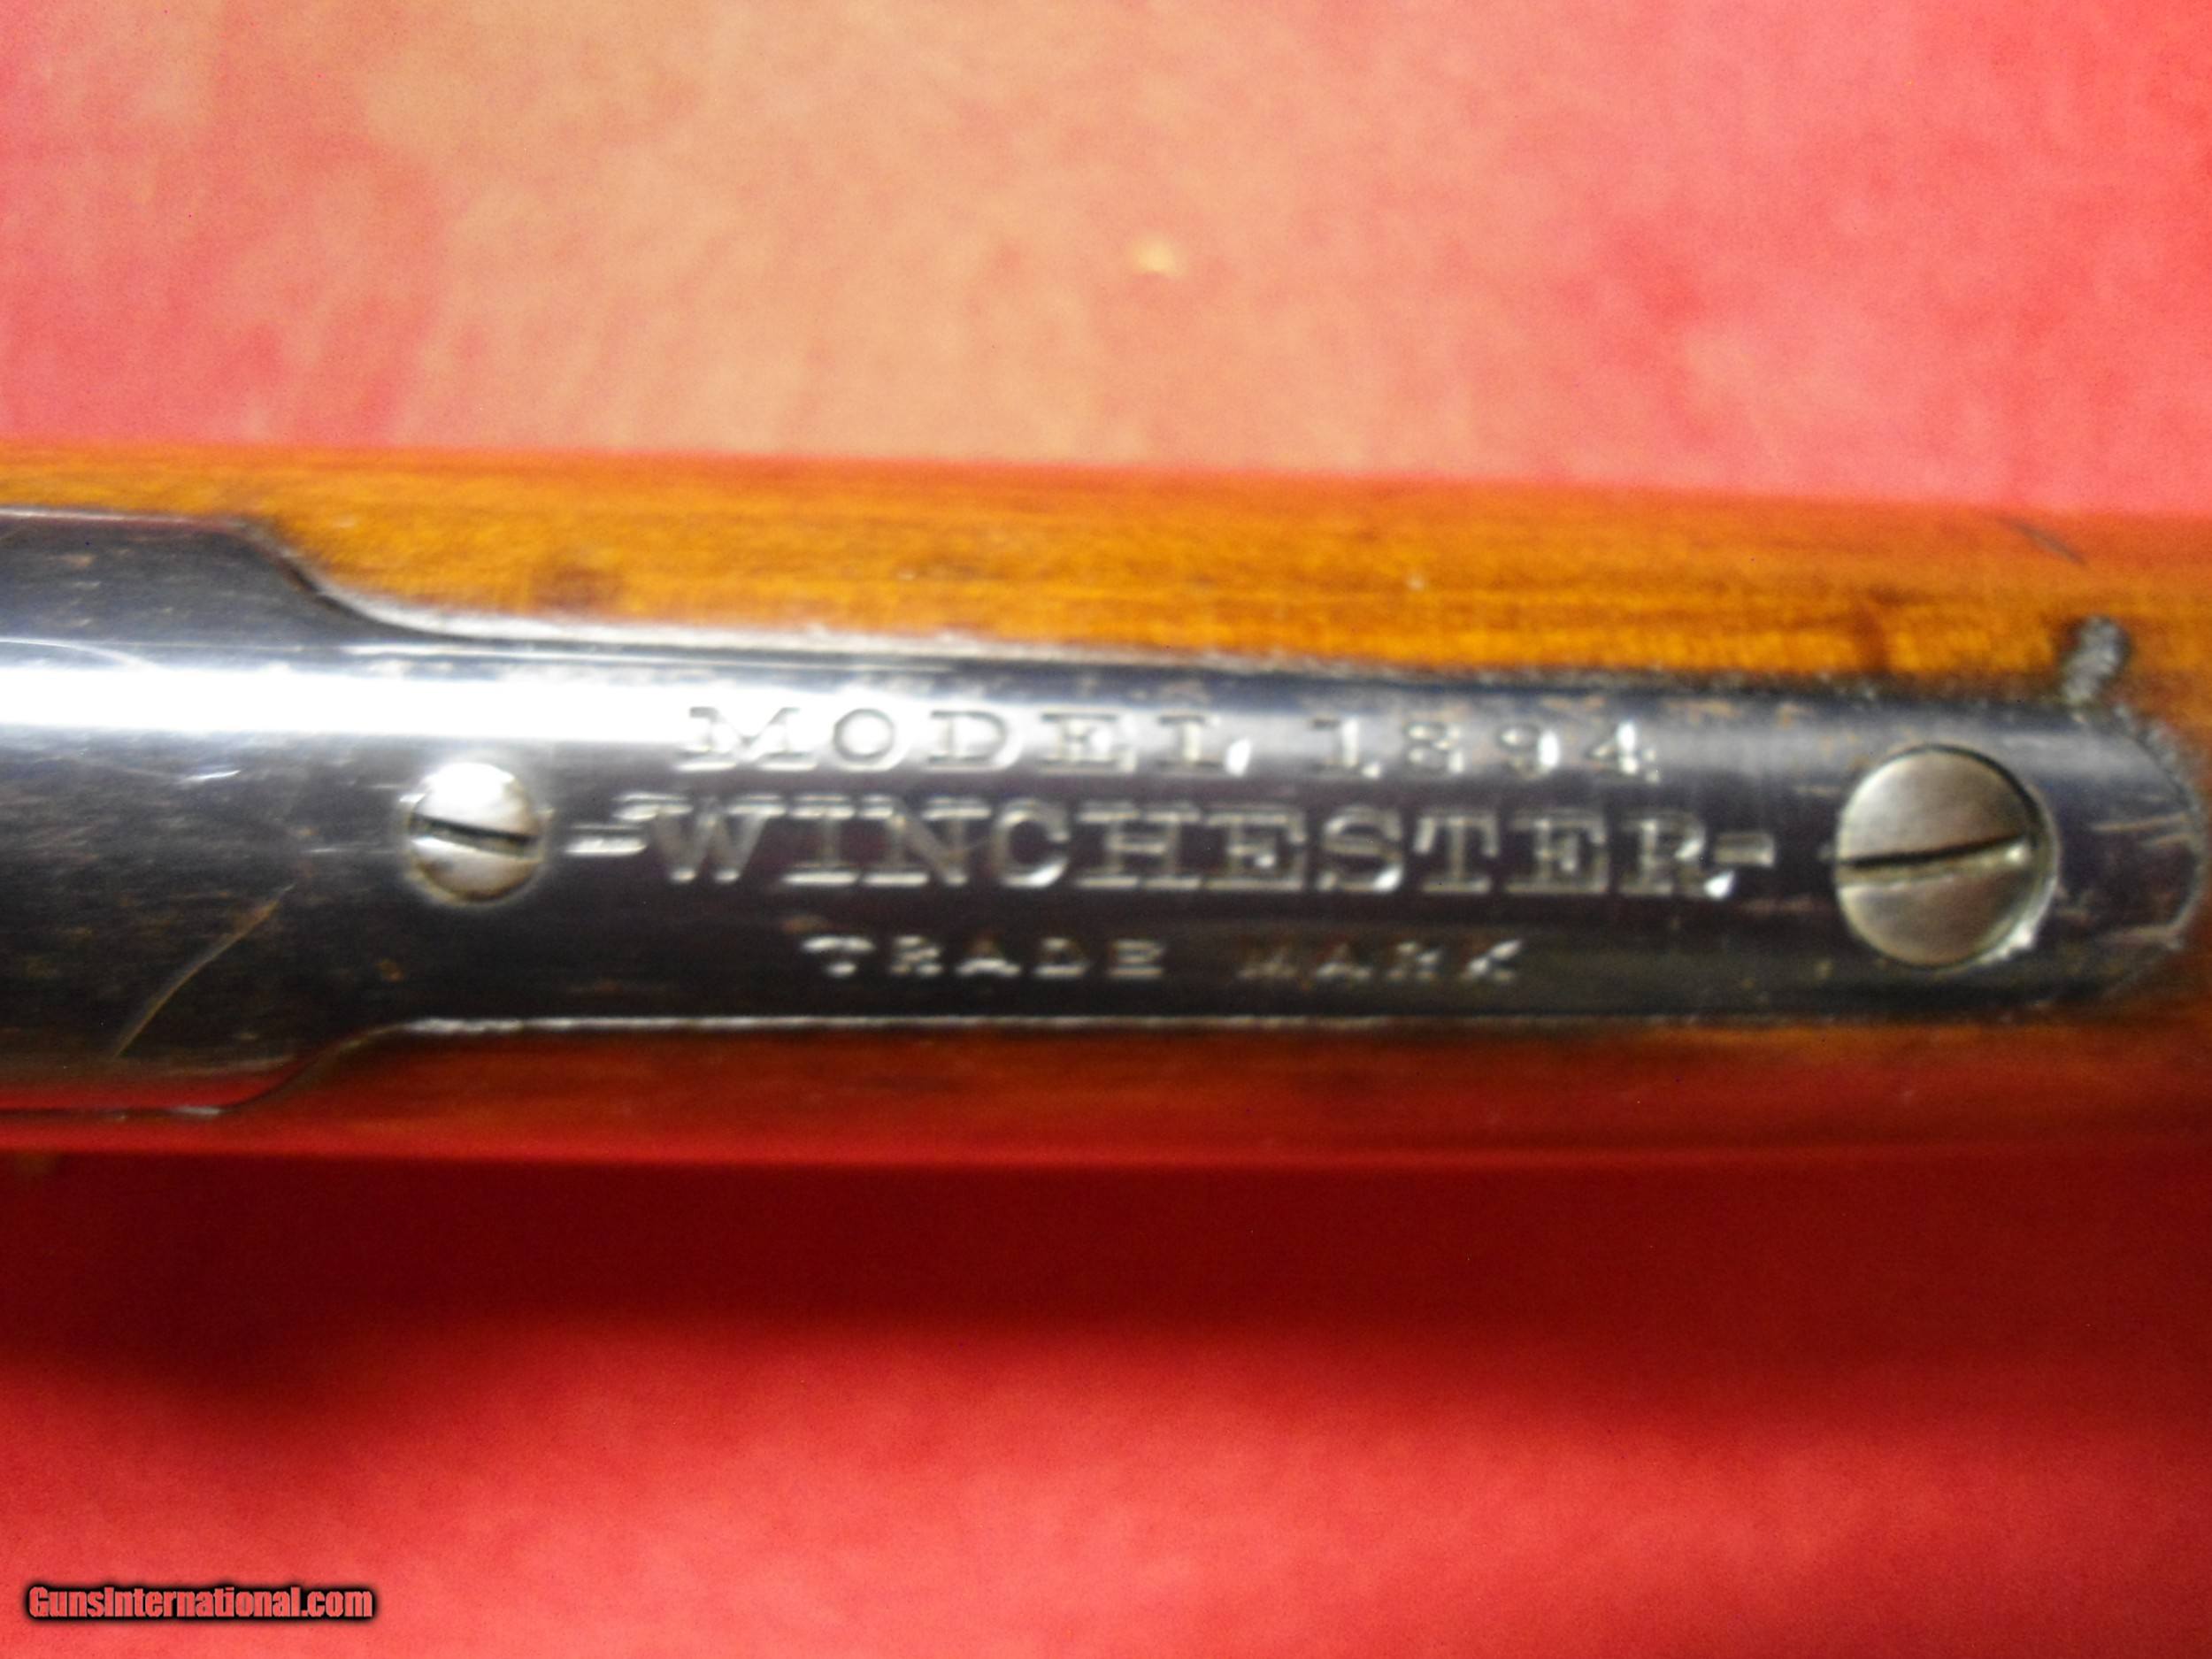 MODEL 1894
-WINCHESTER-
TRADE MARK
GunsInternational.com